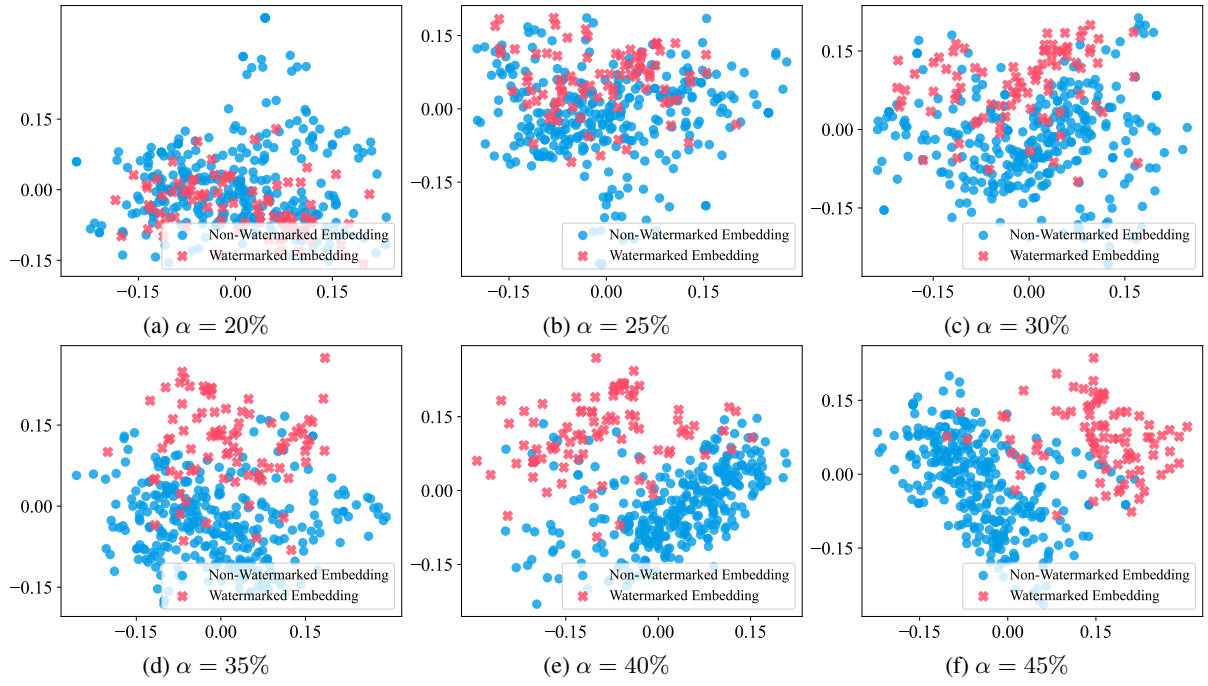 0.15
0.00
−0.15
−0.15
0.00
0.15
Non-Watermarked Embedding
Watermarked Embedding
(a) α = 20%
0.15
0.00
−0.15
−0.15
0.00
0.15
Non-Watermarked Embedding
Watermarked Embedding
(b) α = 25%
0.15
0.00
−0.15
−0.15
0.00
0.15
Non-Watermarked Embedding
Watermarked Embedding
(c) α = 30%
0.15
0.00
−0.15
−0.15
0.00
0.15
Non-Watermarked Embedding
Watermarked Embedding
(d) α = 35%
0.15
0.00
−0.15
−0.15
0.00
0.15
Non-Watermarked Embedding
Watermarked Embedding
(e) α = 40%
0.15
0.00
−0.15
−0.15
0.00
0.15
Non-Watermarked Embedding
Watermarked Embedding
(f) α = 45%